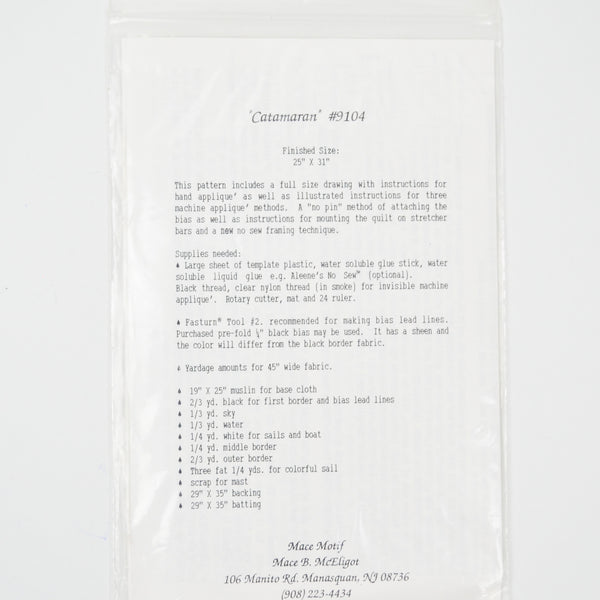 "Catamaran" #9104
Finished Size:
25" X 31"
This pattern includes a full size drawing with instructions for
hand applique' as well as illustrated instructions for three
machine applique' methods. A "no pin" method of attaching the
bias as well as instructions for mounting the quilt on stretcher
bars and a new no sew framing technique.
Supplies needed:
♠ Large sheet of template plastic, water soluble glue stick, water
soluble liquid glue e.g. Aleene's No Sew™ (optional).
Black thread, clear nylon thread (in smoke) for invisible machine
applique'. Rotary cutter, mat and 24 ruler.
♠ Fasturn® Tool #2. recommended for making bias lead lines.
Purchased pre-fold ¼" black bias may be used. It has a sheen and
the color will differ from the black border fabric.
♠ Yardage amounts for 45" wide fabric.
♠ 19" X 25" muslin for base cloth
♠ 2/3 yd. black for first border and bias lead lines
♠ 1/3 yd. sky
♠ 1/3 yd. water
♠ 1/4 yd. white for sails and boat
♠ 1/4 yd. middle border
♠ 2/3 yd. outer border
♠ Three fat 1/4 yds. for colorful sail
♠ scrap for mast
♠ 29" X 35" backing
♠ 29" X 35" batting
Mace Motif
Mace B. McEligot
106 Manito Rd. Manasquan, NJ 08736
(908) 223-4434